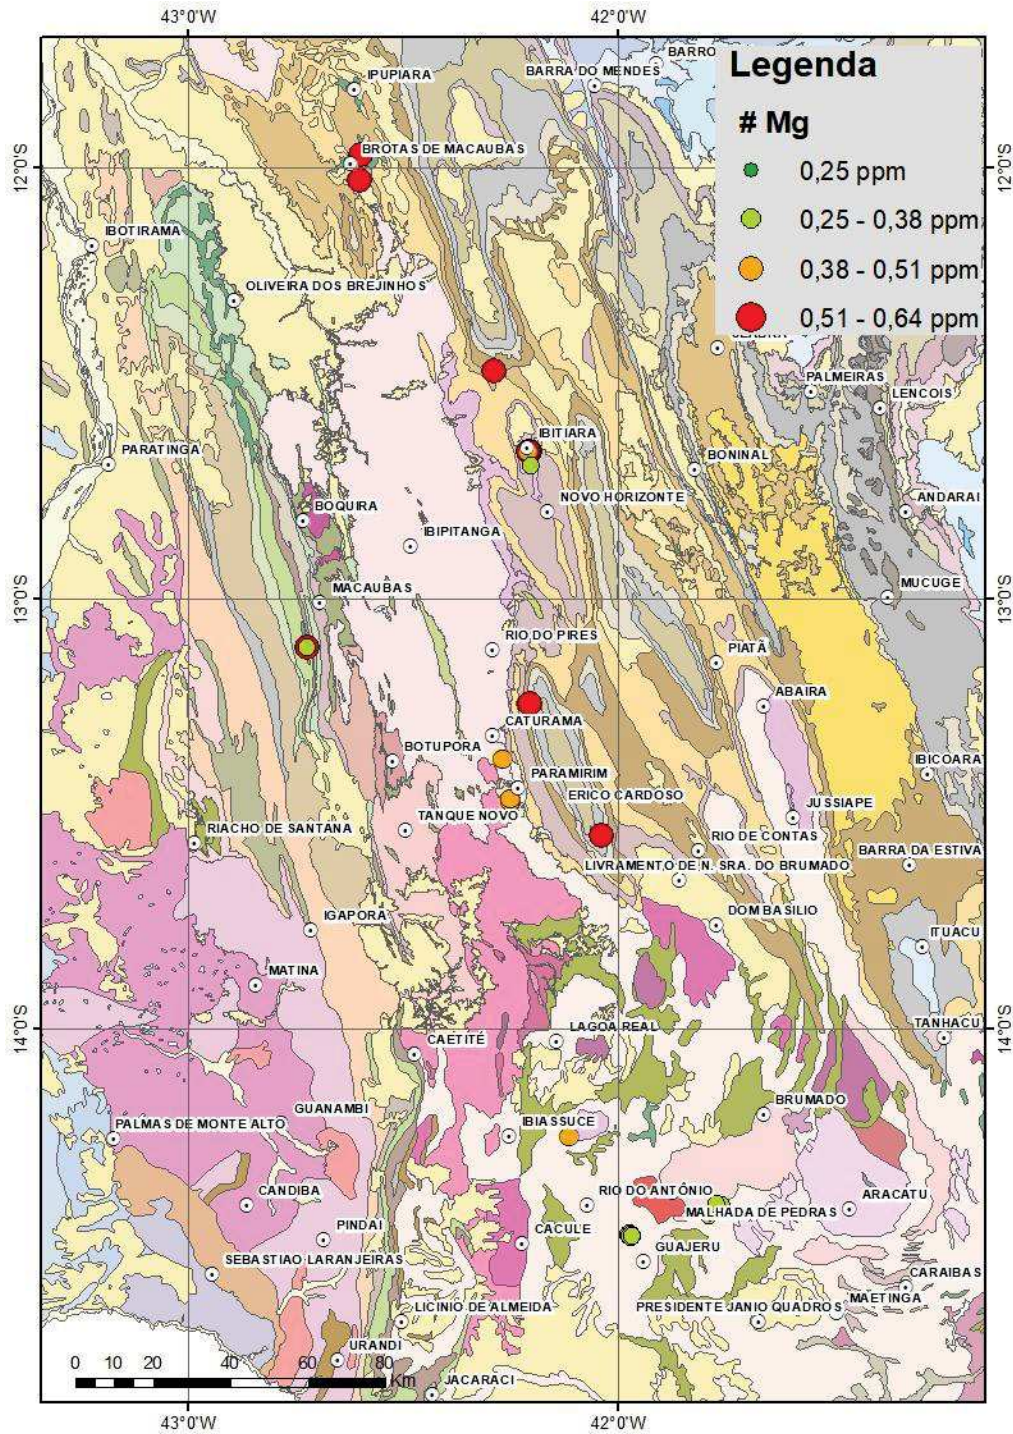 43°0'W 42°0'W
BARRO
IPUPIARA
BARRA DO MENDES
Legenda
# Mg
0,25 ppm
0,25 - 0,38 ppm
0,38 - 0,51 ppm
0,51 - 0,64 ppm
BROTAS DE MACAUBAS
12°0'S 12°0'S
IBOTIRAMA
OLIVEIRA DOS BREJINHOS
PALMEIRAS
LENCOIS
IBITIARA
PARATINGA
BONINAL
NOVO HORIZONTE
ANDARAI
BOQUIRA
IBIPITANGA
MACAUBAS
MUCUGE
13°0'S 13°0'S
RIO DO PIRES
PIATÃ
ABAIRA
CATURAMA
BOTUPORA
IBICOARA
PARAMIRIM
ERICO CARDOSO
JUSSIAPE
TANQUE NOVO
RIACHO DE SANTANA
RIO DE CONTAS
BARRA DA ESTIVA
LIVRAMENTO DE N. SRA. DO BRUMADO
IGAPORA
DOM BASILIO
ITUACU
MATINA
14°0'S 14°0'S
TANHACU
LAGOA REAL
CAETITÉ
BRUMADO
GUANAMBI
PALMAS DE MONTE ALTO
IBIASSUCE
CANDIBA
RIO DO ANTÔNIO
ARACATU
MALHADA DE PEDRAS
PINDAI
CACULE
GUAJERU
SEBASTIAO LARANJEIRAS
CARAIBAS
MAETINGA
LICINIO DE ALMEIDA
PRESIDENTE JANIO QUADROS
URANDI
0 10 20 40 60 80
Km
JACARACI
43°0'W 42°0'W